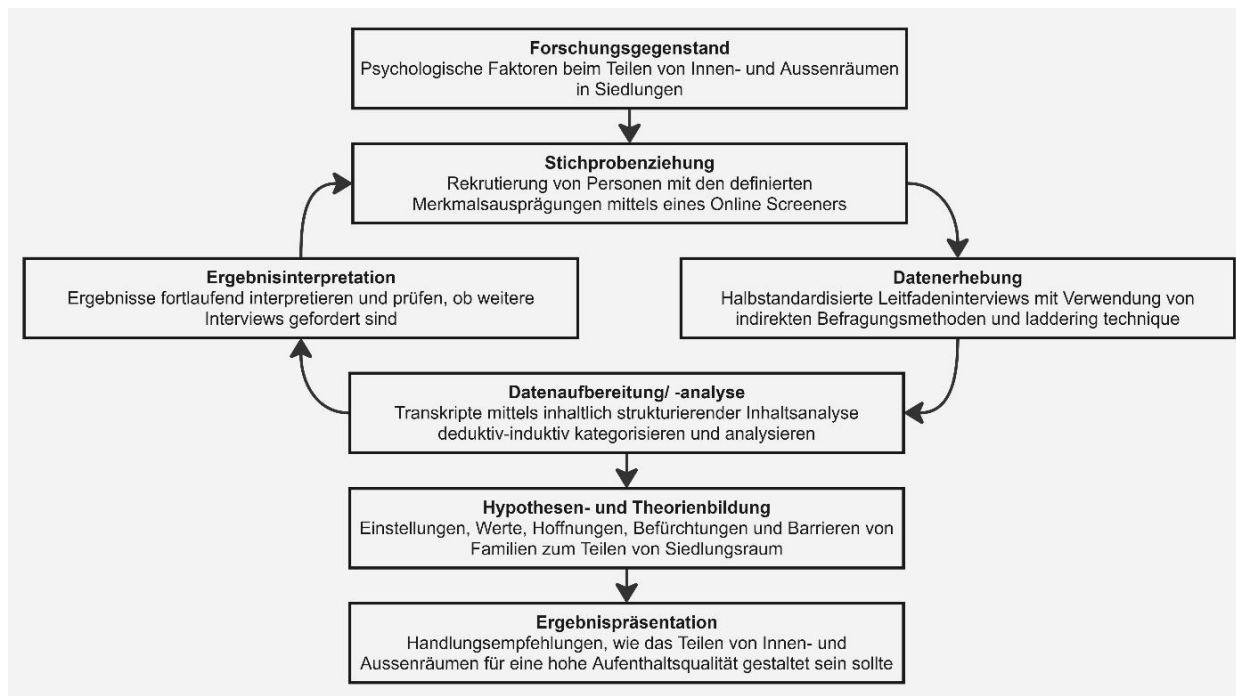 Forschungsgegenstand
Psychologische Faktoren beim Teilen von Innen- und Aussenräumen
in Siedlungen
Stichprobenziehung
Rekrutierung von Personen mit den definierten
Merkmalsausprägungen mittels eines Online Screeners
Ergebnisinterpretation
Ergebnisse fortlaufend interpretieren und prüfen, ob weitere
Interviews gefordert sind
Datenerhebung
Halbstandardisierte Leitfadeninterviews mit Verwendung von
indirekten Befragungsmethoden und laddering technique
Datenaufbereitung/ -analyse
Transkripte mittels inhaltlich strukturierender Inhaltsanalyse
deduktiv-induktiv kategorisieren und analysieren
Hypothesen- und Theorienbildung
Einstellungen, Werte, Hoffnungen, Befürchtungen und Barrieren von
Familien zum Teilen von Siedlungsraum
Ergebnispräsentation
Handlungsempfehlungen, wie das Teilen von Innen- und
Aussenräumen für eine hohe Aufenthaltsqualität gestaltet sein sollte